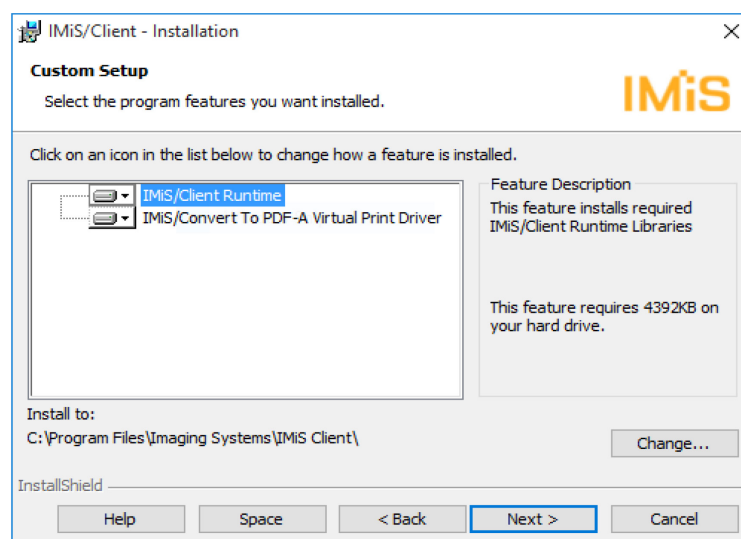 IMiS/Client - Installation
Custom Setup
Select the program features you want installed.
IMiS
Click on an icon in the list below to change how a feature is installed.
IMiS/Client Runtime
IMiS/Convert To PDF-A Virtual Print Driver
Feature Description
This feature installs required
IMiS/Client Runtime Libraries
This feature requires 4392KB on
your hard drive.
Install to:
C:\Program Files\Imaging Systems\IMiS Client\
Change...
InstallShield
Help
Space
< Back
Next >
Cancel